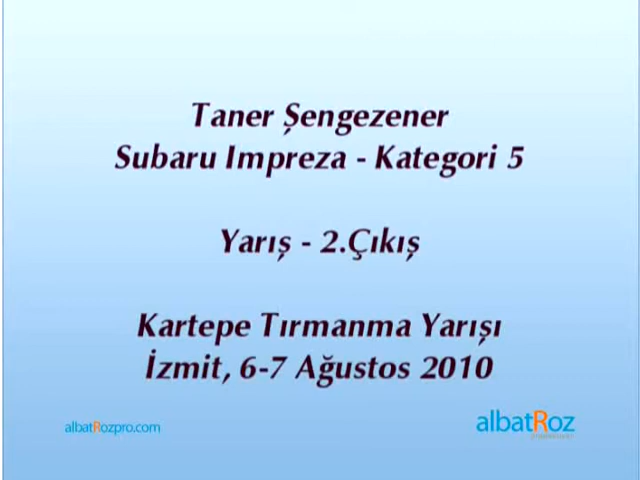 Taner Şengezener
Subaru Impreza - Kategori 5
Yarış - 2.Çıkış
Kartepe Tırmanma Yarışı
İzmit, 6-7 Ağustos 2010
albatRozpro.com
albatRoz